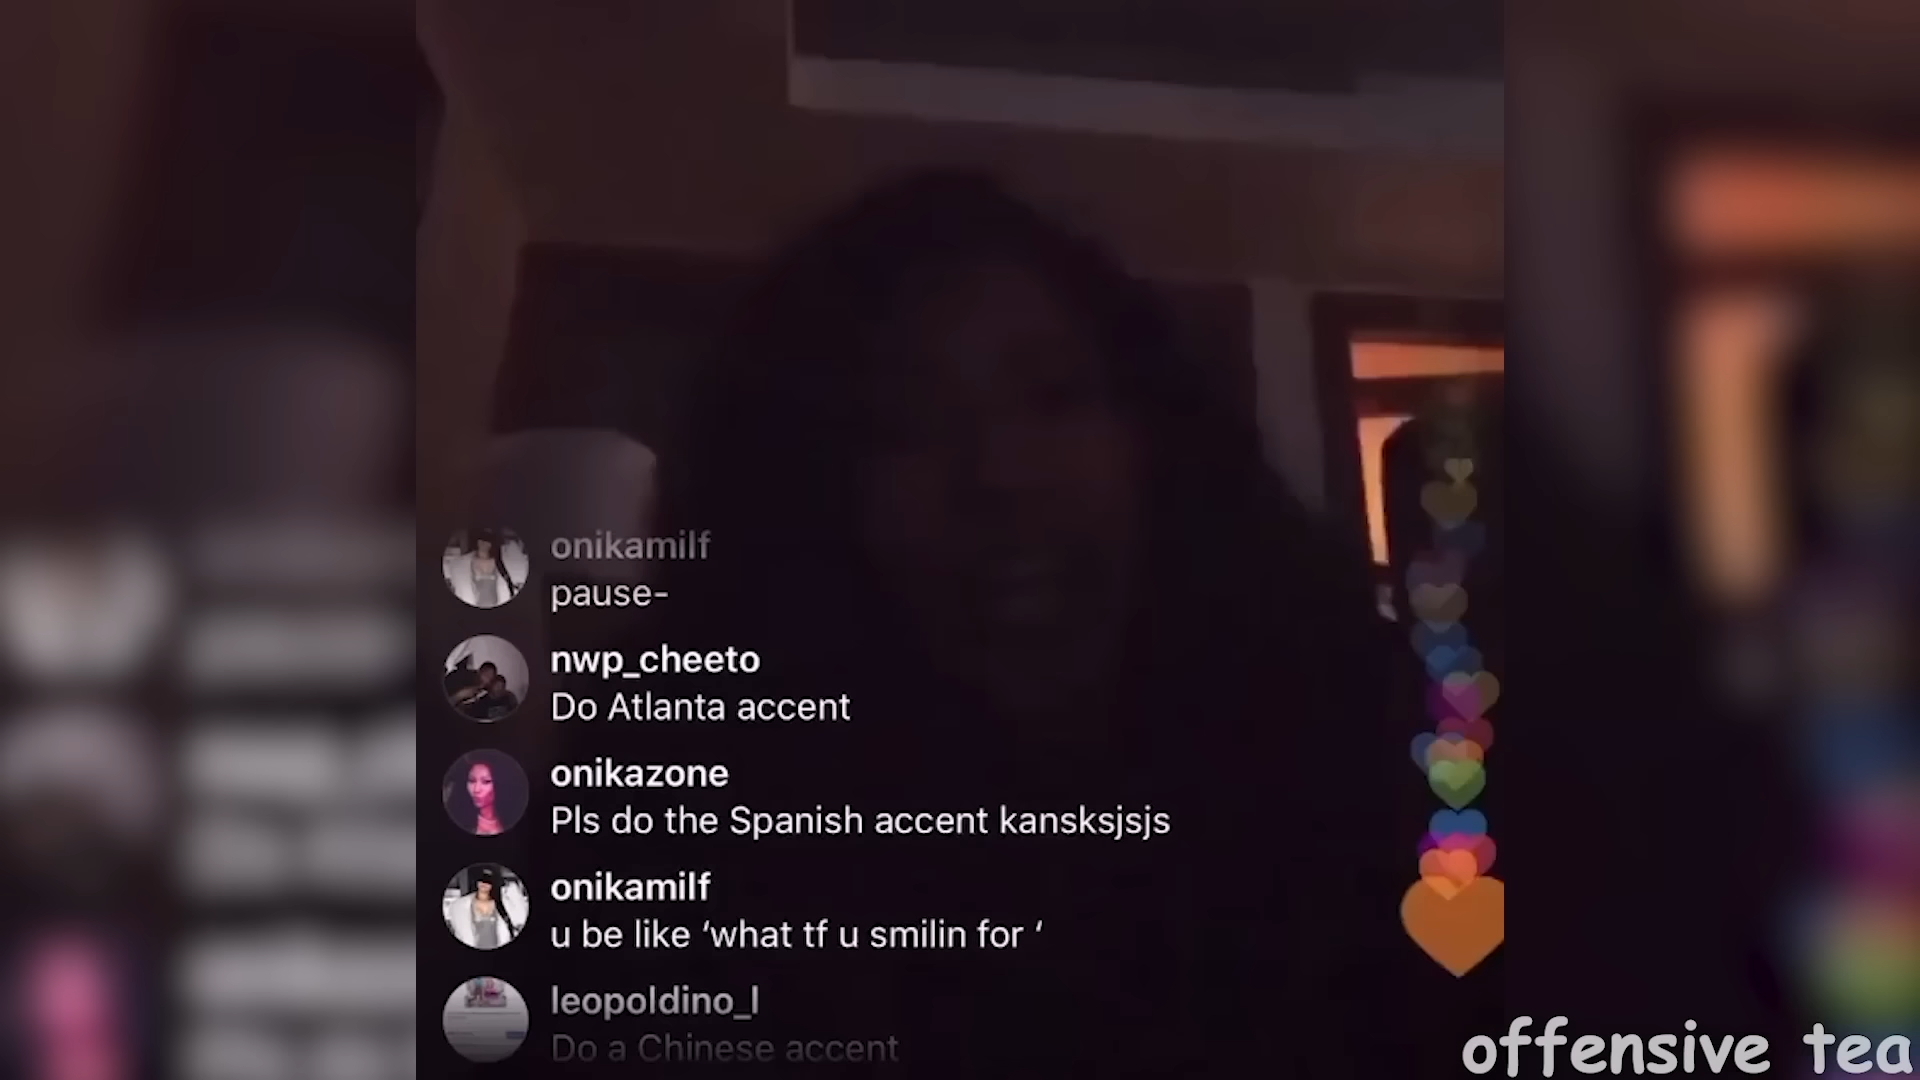 onikamilf
pause-
nwp_cheeto
Do Atlanta accent
onikazone
Pls do the Spanish accent kansksjsjs
onikamilf
u be like ‘what tf u smilin for ‘
leopoldino_l
Do a Chinese accent
offensive tea